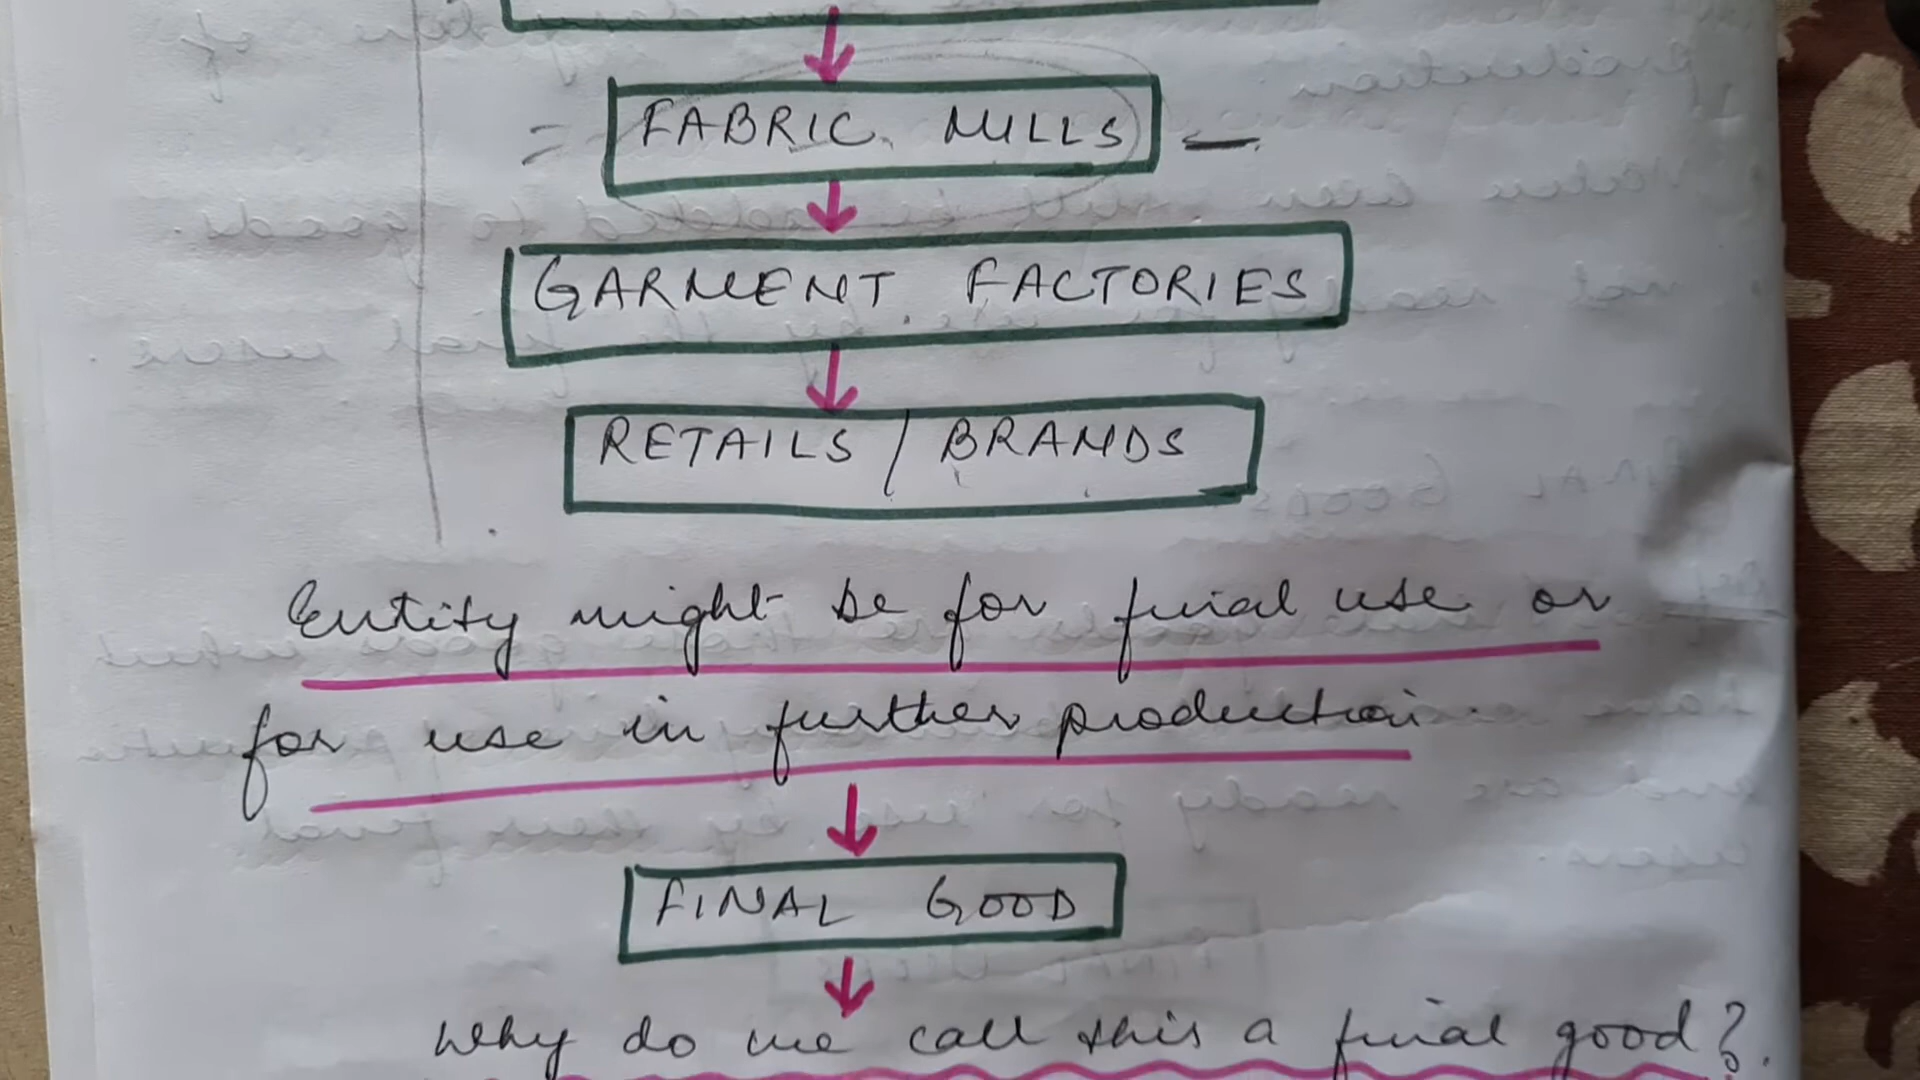 FABRIC MILLS
GARMENT FACTORIES
RETAILS / BRANDS
Entity might be for final use or
for use in further production.
FINAL GOOD
Why do we call this a final good?